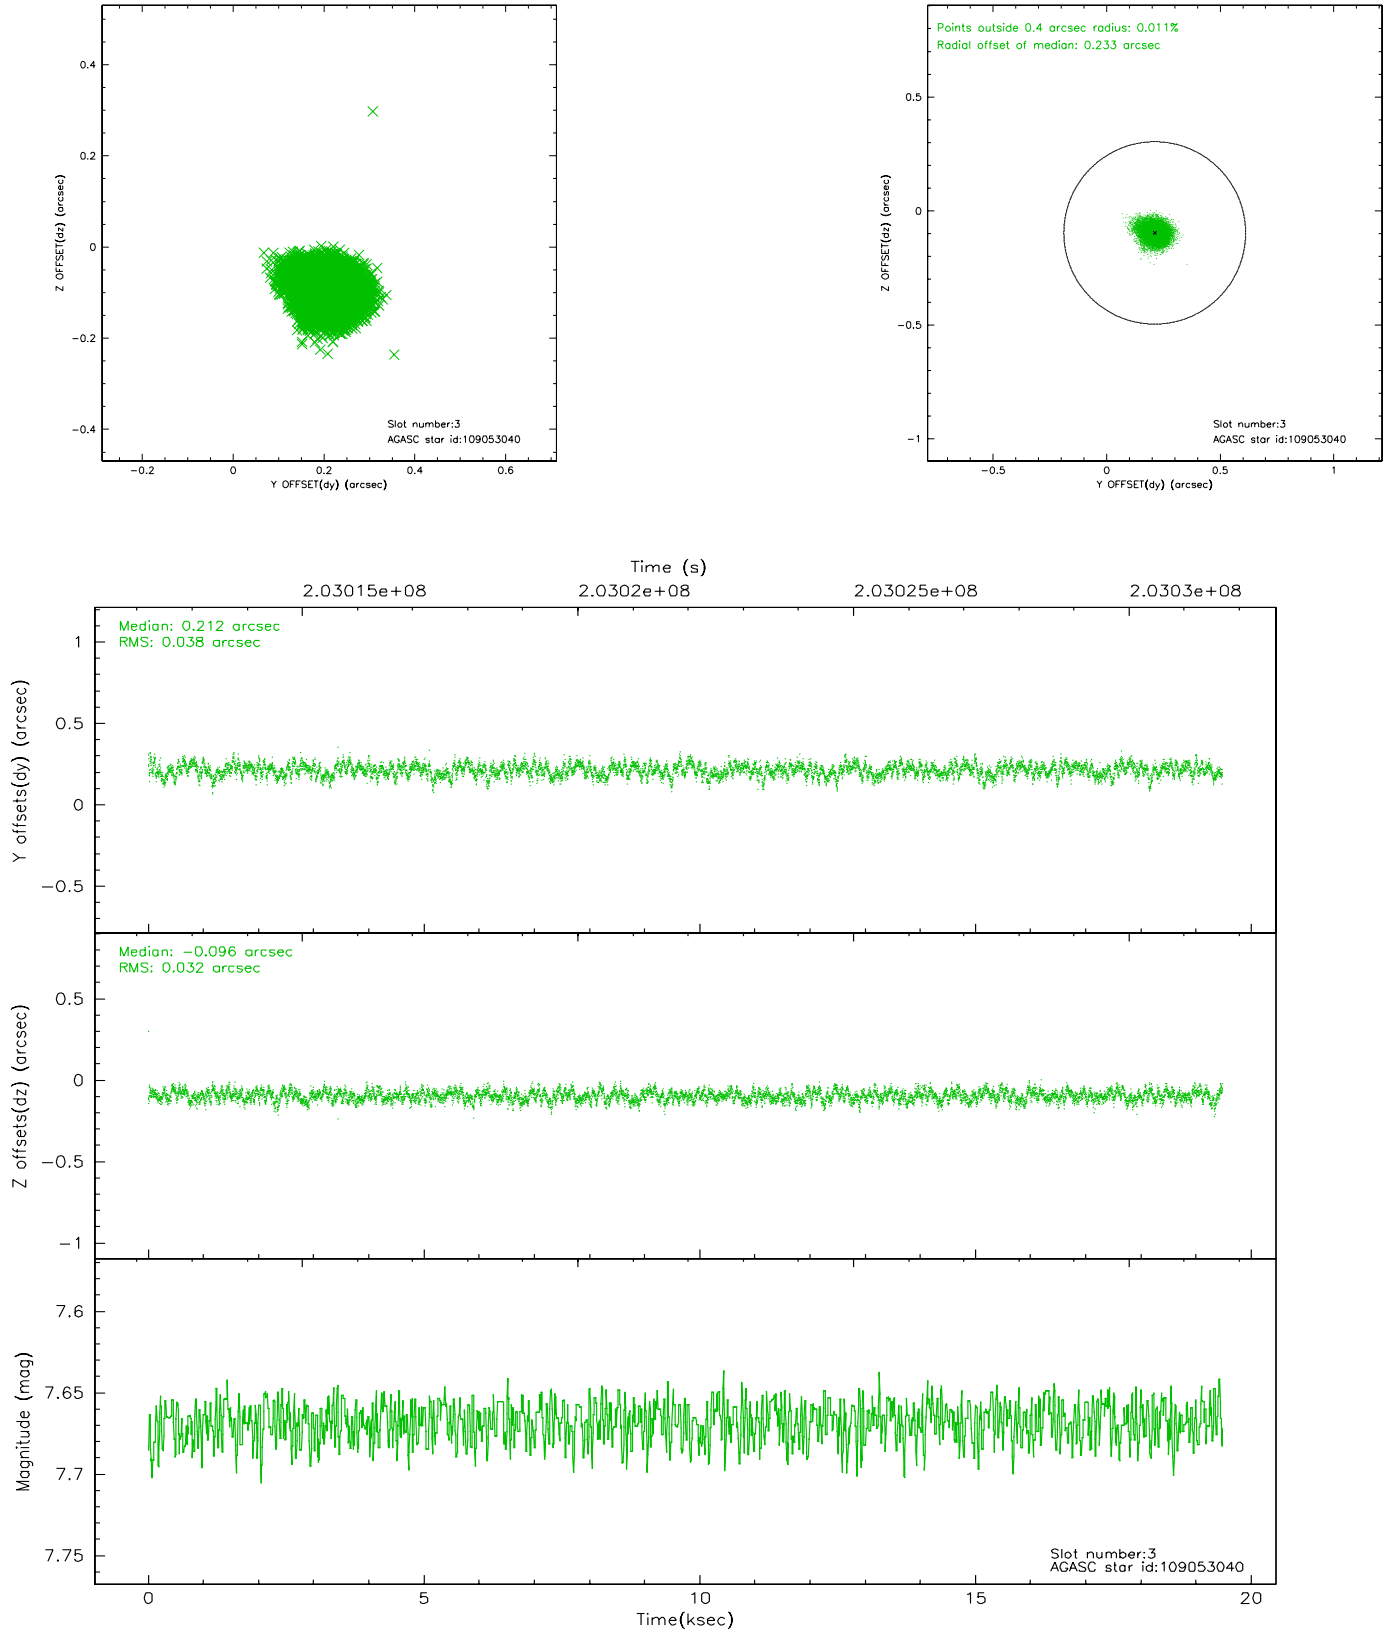 0.4
0.2
0
−0.2
−0.4
Z OFFSET(dz) (arcsec)
Slot number:3
AGASC star id:109053040
−0.2 0 0.2 0.4 0.6
Y OFFSET(dy) (arcsec)
Points outside 0.4 arcsec radius: 0.011%
Radial offset of median: 0.233 arcsec
0.5
0
−0.5
−1
Z OFFSET(dz) (arcsec)
Slot number:3
AGASC star id:109053040
−0.5 0 0.5 1
Y OFFSET(dy) (arcsec)
Time (s)
2.03015e+08 2.0302e+08 2.03025e+08 2.0303e+08
Median: 0.212 arcsec
RMS: 0.038 arcsec
1
0.5
0
−0.5
Y offsets(dy) (arcsec)
Median: −0.096 arcsec
RMS: 0.032 arcsec
0.5
0
−0.5
−1
Z offsets(dz) (arcsec)
7.6
7.65
7.7
7.75
Magnitude (mag)
Slot number:3
AGASC star id:109053040
0 5 10 15 20
Time(ksec)